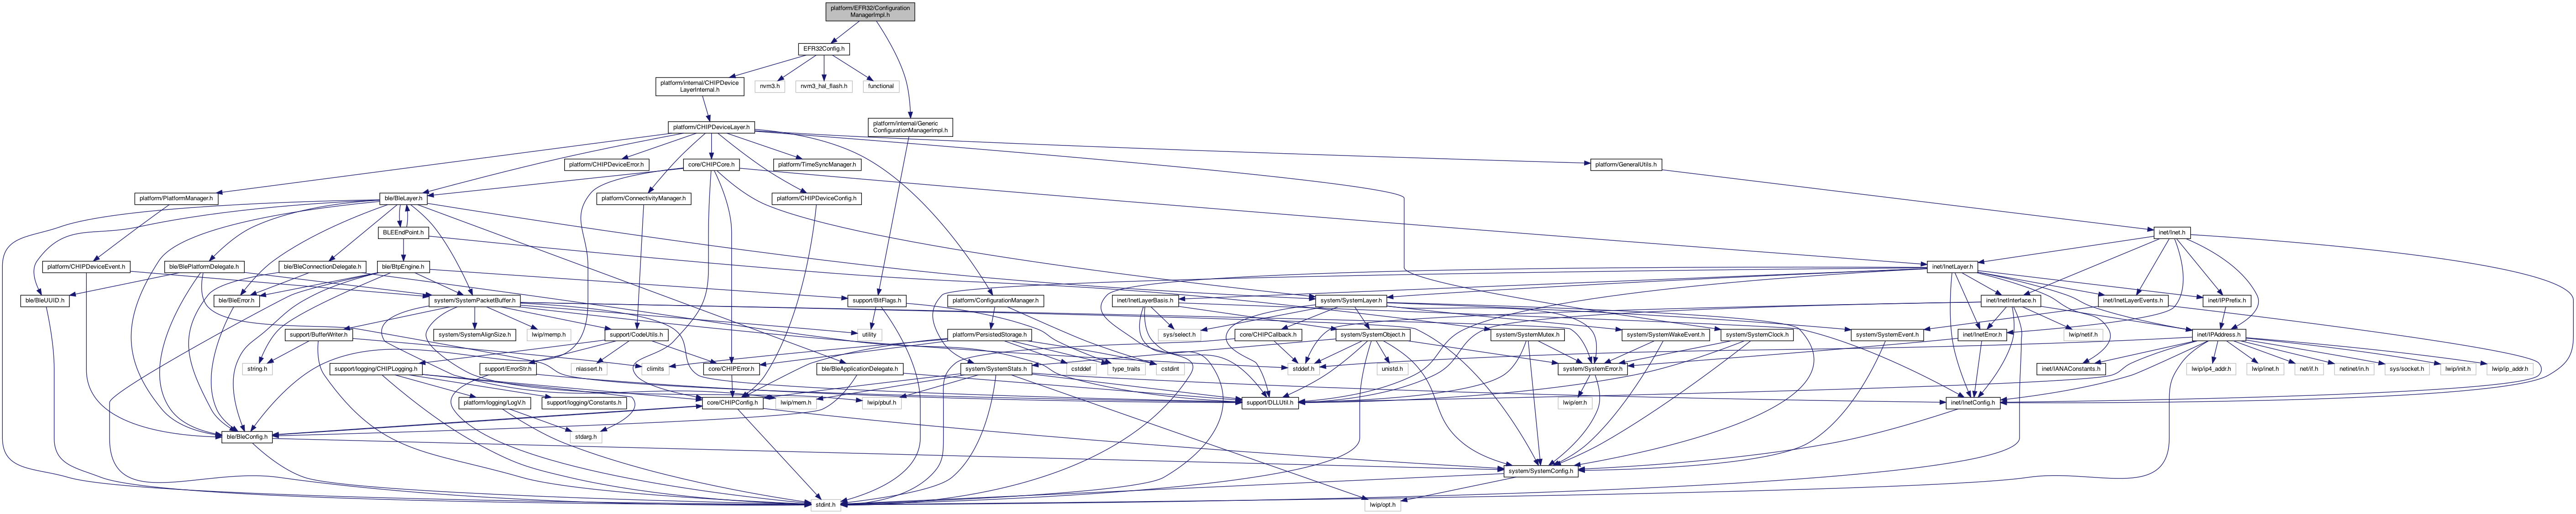 platform/EFR32/Configuration
ManagerImpl.h
EFR32Config.h
platform/internal/CHIPDevice
LayerInternal.h
nvm3.h
nvm3_hal_flash.h
functional
platform/CHIPDeviceLayer.h
platform/internal/Generic
ConfigurationManagerImpl.h
platform/CHIPDeviceError.h
core/CHIPCore.h
platform/TimeSyncManager.h
platform/GeneralUtils.h
platform/PlatformManager.h
ble/BleLayer.h
platform/ConnectivityManager.h
platform/CHIPDeviceConfig.h
BLEEndPoint.h
inet/Inet.h
platform/CHIPDeviceEvent.h
ble/BlePlatformDelegate.h
ble/BleConnectionDelegate.h
ble/BtpEngine.h
inet/InetLayer.h
ble/BleUUID.h
ble/BleError.h
system/SystemPacketBuffer.h
support/BitFlags.h
platform/ConfigurationManager.h
inet/InetLayerBasis.h
system/SystemLayer.h
inet/InetInterface.h
inet/InetLayerEvents.h
inet/IPPrefix.h
support/BufferWriter.h
system/SystemAlignSize.h
lwip/memp.h
support/CodeUtils.h
utility
platform/PersistedStorage.h
sys/select.h
core/CHIPCallback.h
system/SystemObject.h
system/SystemMutex.h
system/SystemWakeEvent.h
system/SystemClock.h
system/SystemEvent.h
inet/InetError.h
lwip/netif.h
inet/IPAddress.h
string.h
support/logging/CHIPLogging.h
support/ErrorStr.h
nlassert.h
climits
core/CHIPError.h
ble/BleApplicationDelegate.h
system/SystemStats.h
cstddef
type_traits
cstdint
stddef.h
unistd.h
system/SystemError.h
inet/IANAConstants.h
lwip/ip4_addr.h
lwip/inet.h
net/if.h
netinet/in.h
sys/socket.h
lwip/init.h
lwip/ip_addr.h
platform/logging/LogV.h
support/logging/Constants.h
core/CHIPConfig.h
lwip/mem.h
lwip/pbuf.h
support/DLLUtil.h
lwip/err.h
inet/InetConfig.h
ble/BleConfig.h
stdarg.h
system/SystemConfig.h
stdint.h
lwip/opt.h